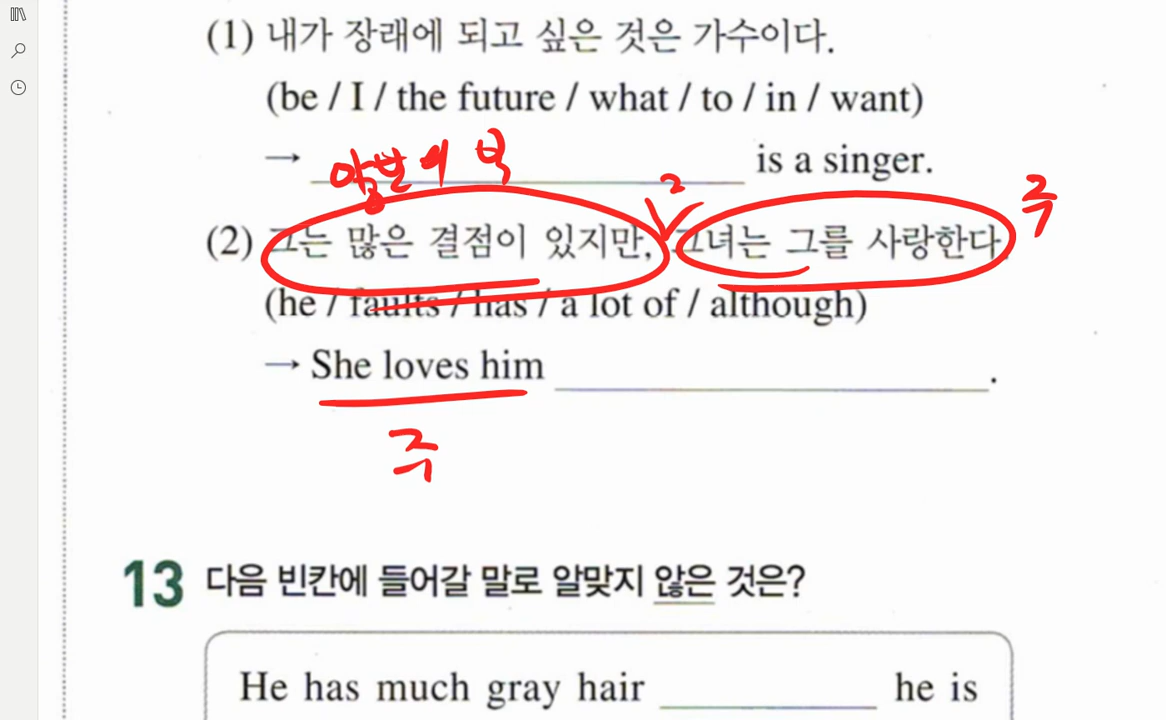 (1) 내가 장래에 되고 싶은 것은 가수이다.
(be / I / the future / what / to / in / want)
→ is a singer.
2
주
(2) 그는 많은 결점이 있지만, 그녀는 그를 사랑한다.
(he / faults / has / a lot of / although)
→ She loves him .
주
13 다음 빈칸에 들어갈 말로 알맞지 않은 것은?
He has much gray hair he is